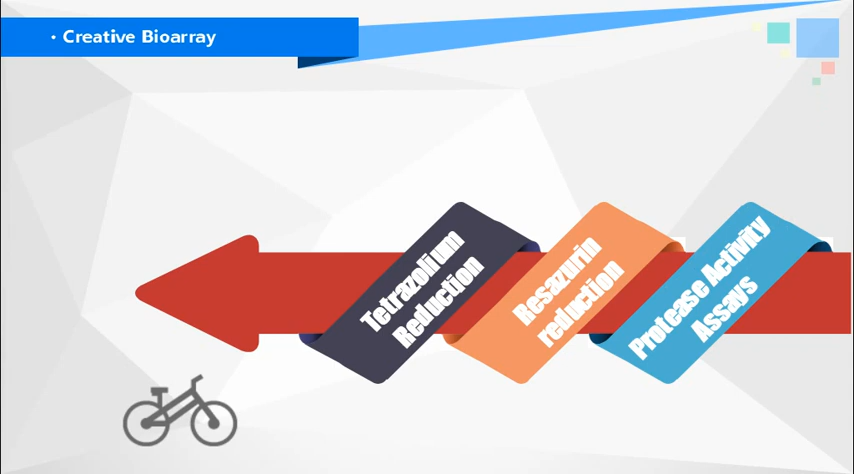 • Creative Bioarray
Tetrazolium
Reduction
Resazurin
reduction
Protease Activity
Assays